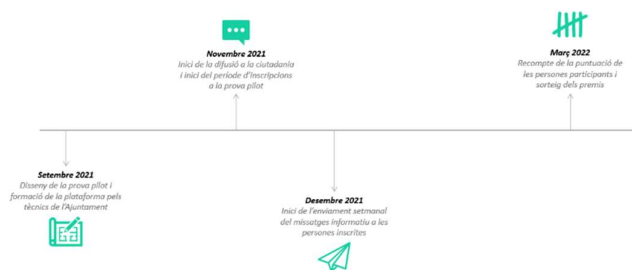 Novembre 2021
Inici de la difusió a la ciutadania
i inici del període d'inscripcions
a la prova pilot
Març 2022
Recompte de la puntuació de
les persones participants i
sorteig dels premis
Setembre 2021
Disseny de la prova pilot i
formació de la plataforma pels
tècnics de l'Ajuntament
Desembre 2021
Inici de l'enviament setmanal
del missatges informatiu a les
persones inscrites